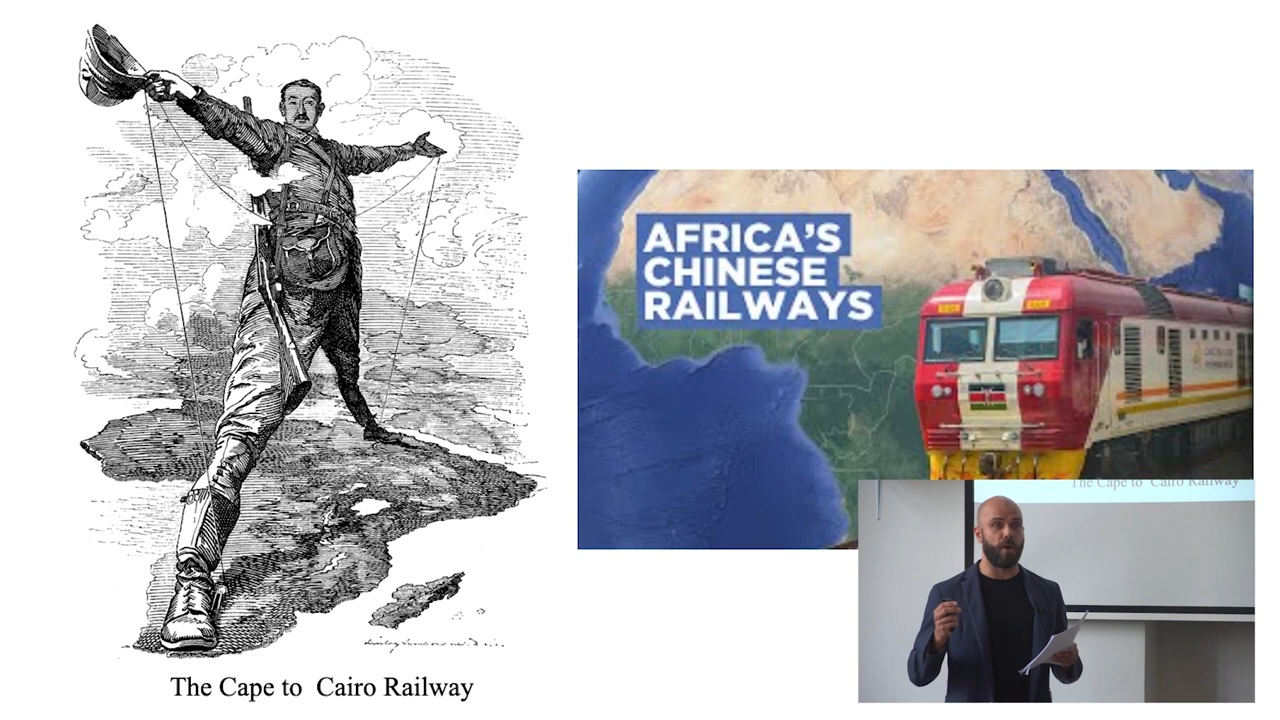 AFRICA'S
CHINESE
RAILWAYS
The Cape to Cairo Railway
The Cape to  Cairo Railway